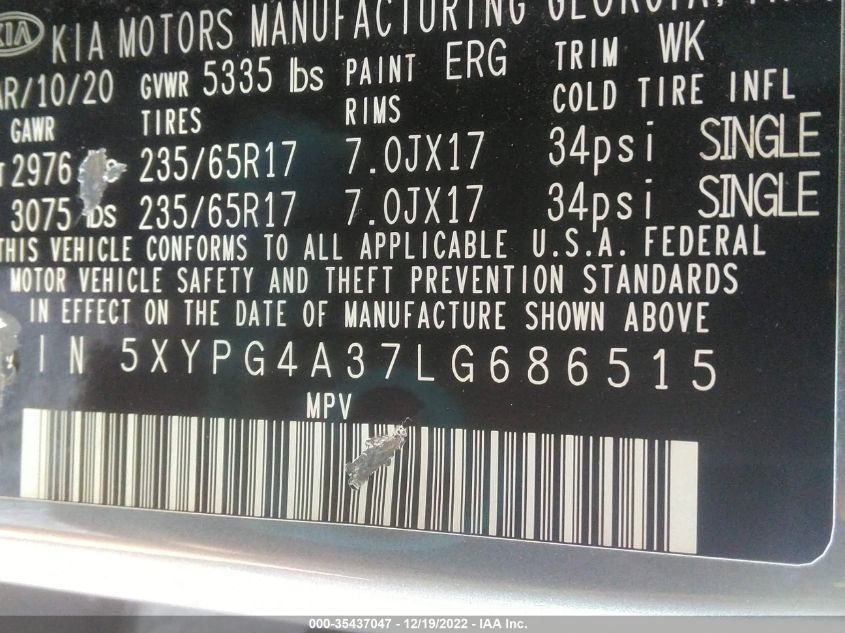 KIA KIA MOTORS MANUFACTURING GEORGIA,
AR/10/20 GVWR 5335 lbs PAINT ERG TRIM WK
GAWR TIRES RIMS COLD TIRE INFL
2976 235/65R17 7.0JX17 34psi SINGLE
3075 lbs 235/65R17 7.0JX17 34psi SINGLE
THIS VEHICLE CONFORMS TO ALL APPLICABLE U.S.A. FEDERAL
MOTOR VEHICLE SAFETY AND THEFT PREVENTION STANDARDS
IN EFFECT ON THE DATE OF MANUFACTURE SHOWN ABOVE
IN 5XYPG4A37LG686515
MPV
000-35437047 - 12/19/2022 - IAA Inc.